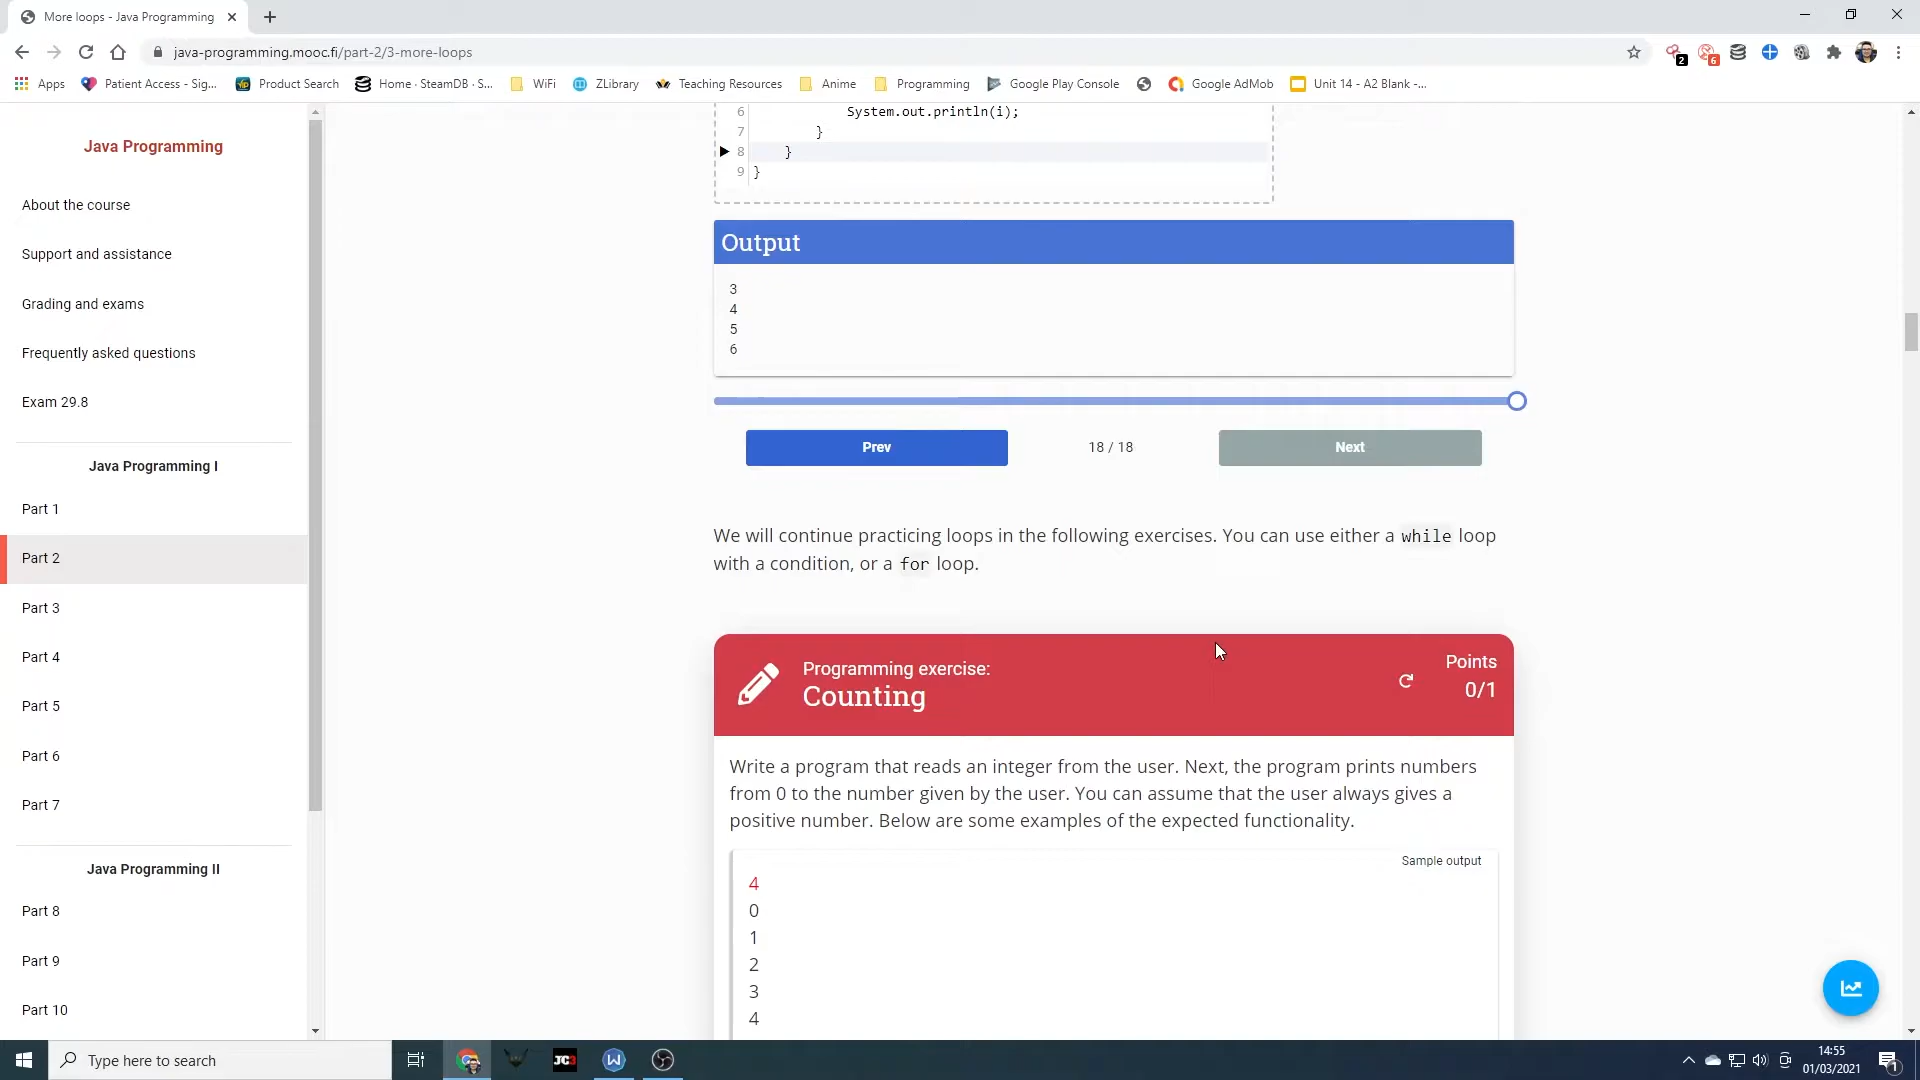 More loops - Java Programming
java-programming.mooc.fi/part-2/3-more-loops
2
6
Apps
Patient Access - Sig...
Product Search
Home · SteamDB · S...
WiFi
ZLibrary
Teaching Resources
Anime
Programming
Google Play Console
Google AdMob
Unit 14 - A2 Blank -...
Java Programming
About the course
Support and assistance
Grading and exams
Frequently asked questions
Exam 29.8
Java Programming I
Part 1
Part 2
Part 3
Part 4
Part 5
Part 6
Part 7
Java Programming II
Part 8
Part 9
Part 10
6 System.out.println(i);
7 }
8 }
9 }
Output
3
4
5
6
Prev
18 / 18
Next
We will continue practicing loops in the following exercises. You can use either a while loop
with a condition, or a for loop.
Programming exercise:
Counting
Points
0/1
Write a program that reads an integer from the user. Next, the program prints numbers
from 0 to the number given by the user. You can assume that the user always gives a
positive number. Below are some examples of the expected functionality.
Sample output
4
0
1
2
3
4
Type here to search
JC3
W
14:55
01/03/2021
1